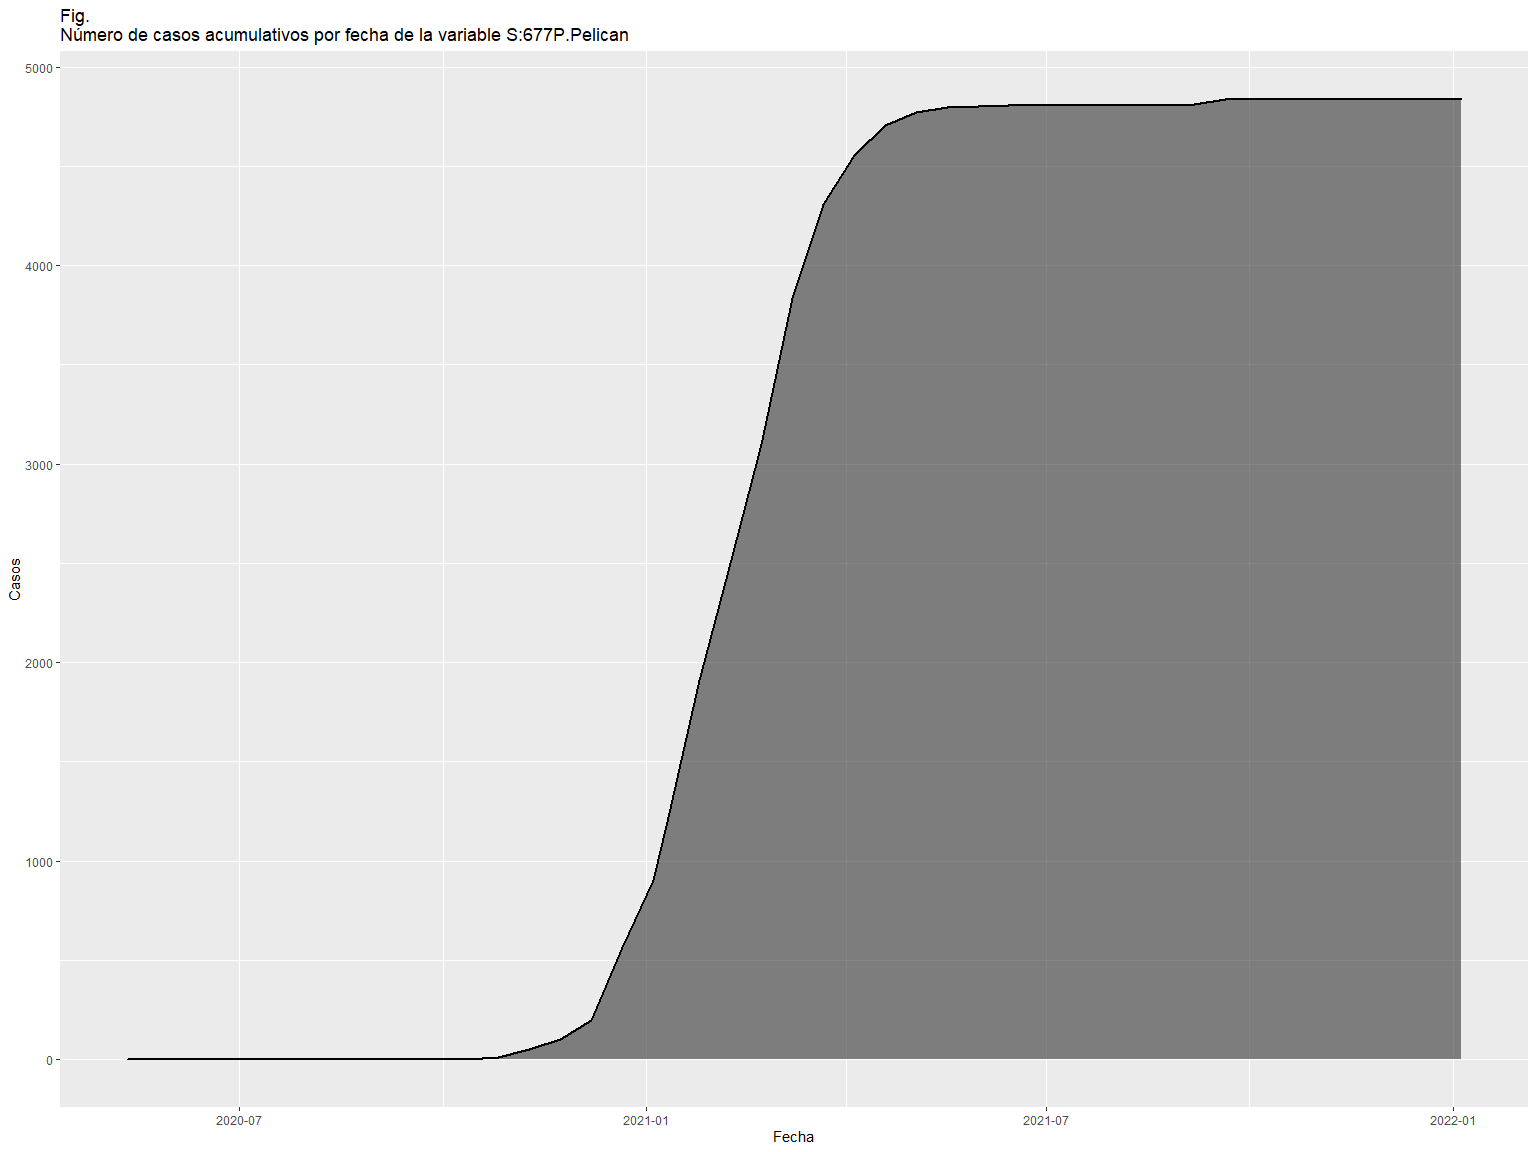 Fig.
Número de casos acumulativos por fecha de la variable S:677P.Pelican
5000
4000
3000
2000
1000
0
Casos
2020-07
2021-01
2021-07
2022-01
Fecha